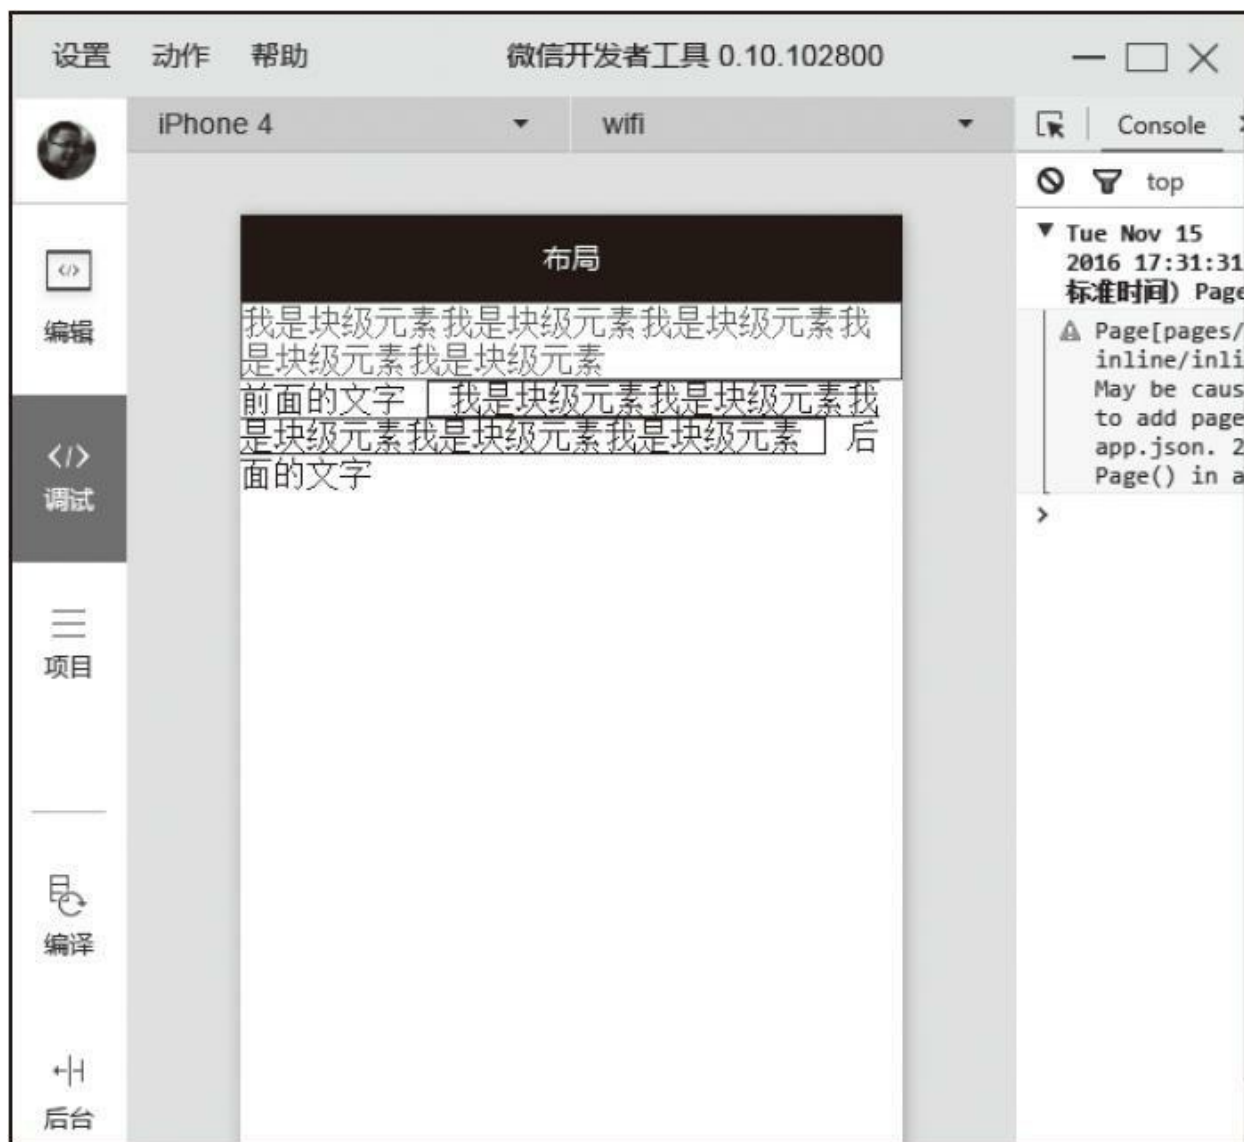 设置 动作 帮助 微信开发者工具 0.10.102800
iPhone 4 wifi
Console
top
编辑
调试
项目
编译
后台
布局
我是块级元素我是块级元素我是块级元素我
是块级元素我是块级元素
前面的文字 我是块级元素我是块级元素我
是块级元素我是块级元素我是块级元素 后
面的文字
Tue Nov 15
2016 17:31:31
标准时间) Page
Page[pages/
inline/inli
May be caus
to add page
app.json. 2
Page() in a